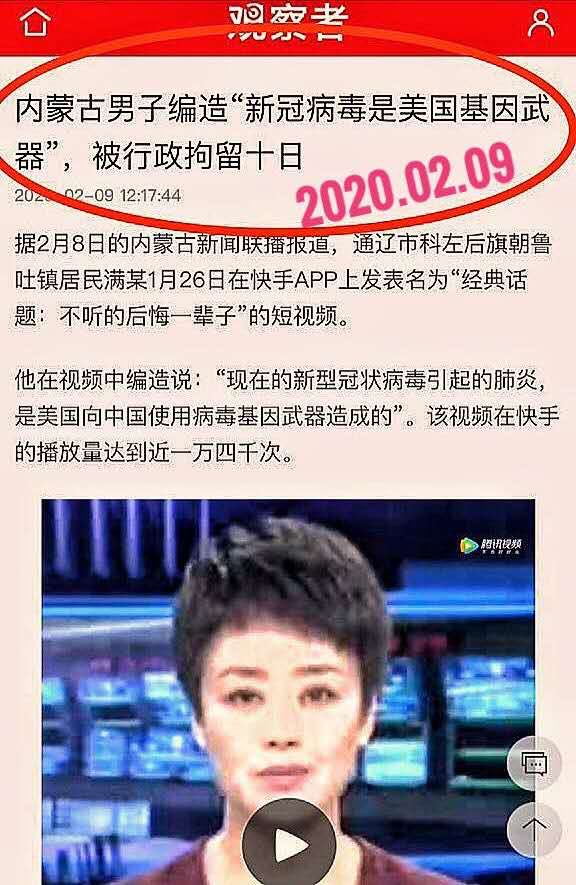 观察者
内蒙古男子编造“新冠病毒是美国基因武
器”，被行政拘留十日
2020-02-09 12:17:44
2020.02.09
据2月8日的内蒙古新闻联播报道，通辽市科左后旗朝鲁
吐镇居民满某1月26日在快手APP上发表名为“经典话
题：不听的后悔一辈子”的短视频。
他在视频中编造说：“现在的新型冠状病毒引起的肺炎，
是美国向中国使用病毒基因武器造成的”。该视频在快手
的播放量达到近一万四千次。
腾讯视频